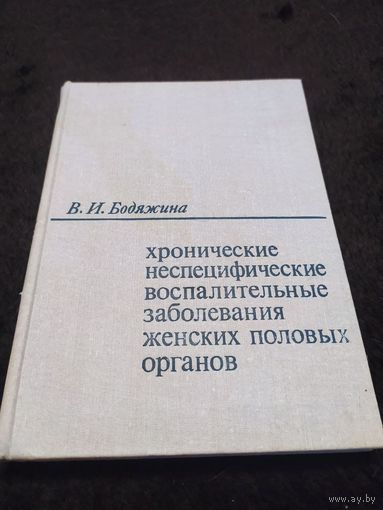 В. И. Бодяжина
хронические
неспецифические
воспалительные
заболевания
женских половых
органов
www.ay.by